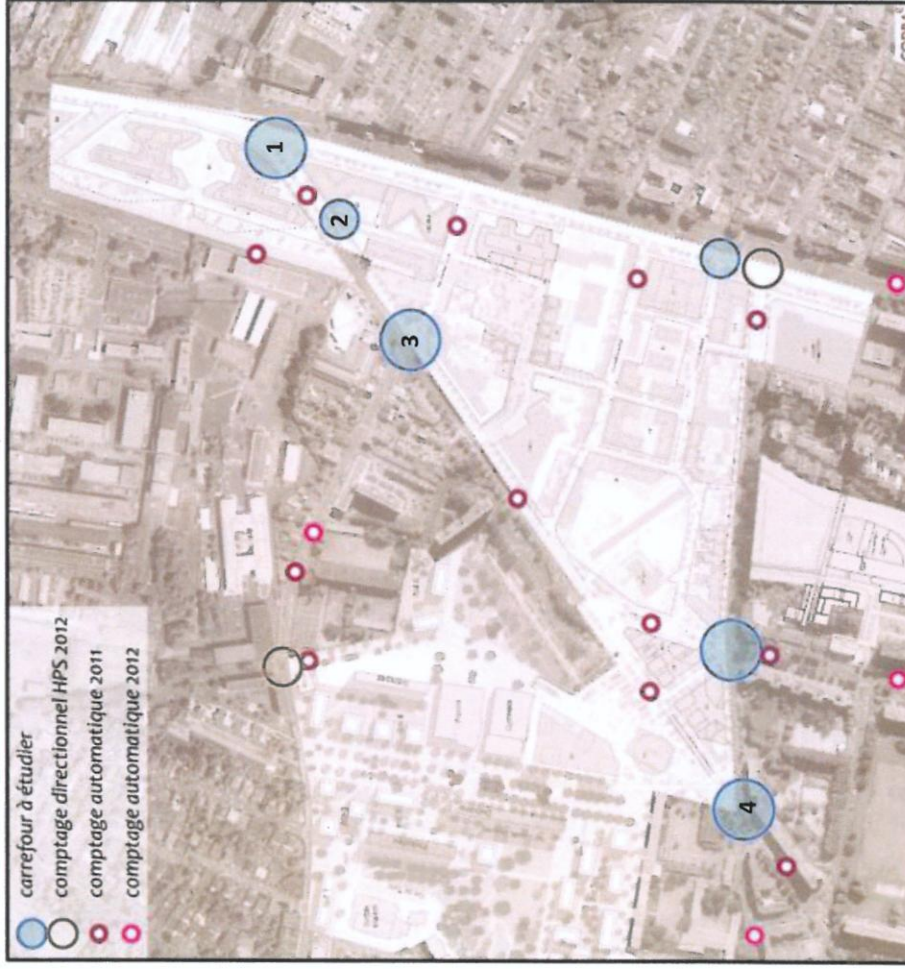 carrefour à étudier
comptage directionnel HPS 2012
comptage automatique 2011
comptage automatique 2012
1
2
3
4